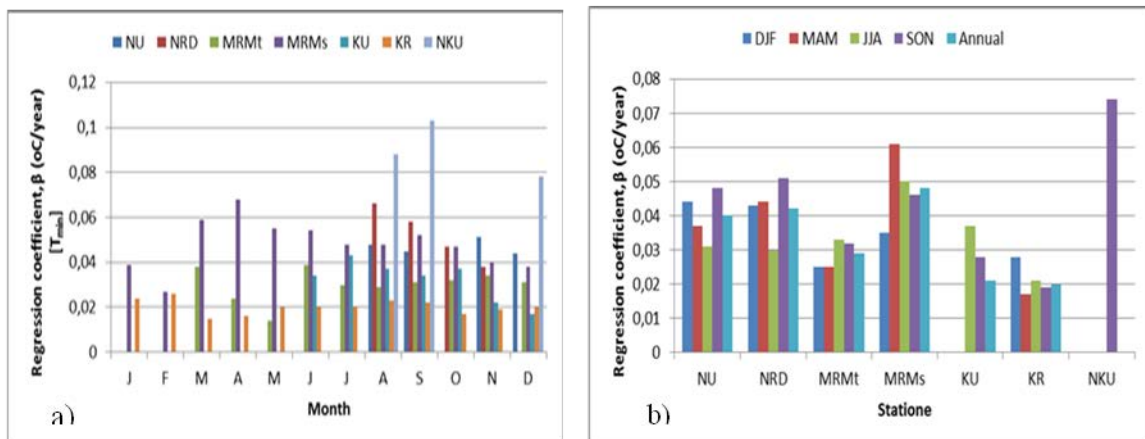 a)
NU NRD MRMt MRMs KU KR NKU
Regression coefficient, β (oC/year)
[Tmin]
0,12
0,1
0,08
0,06
0,04
0,02
0
J F M A M J J A S O N D
Month
b)
DJF MAM JJA SON Annual
Regression coefficient, β (oC/year)
0,08
0,07
0,06
0,05
0,04
0,03
0,02
0,01
0
NU NRD MRMt MRMs KU KR NKU
Statione